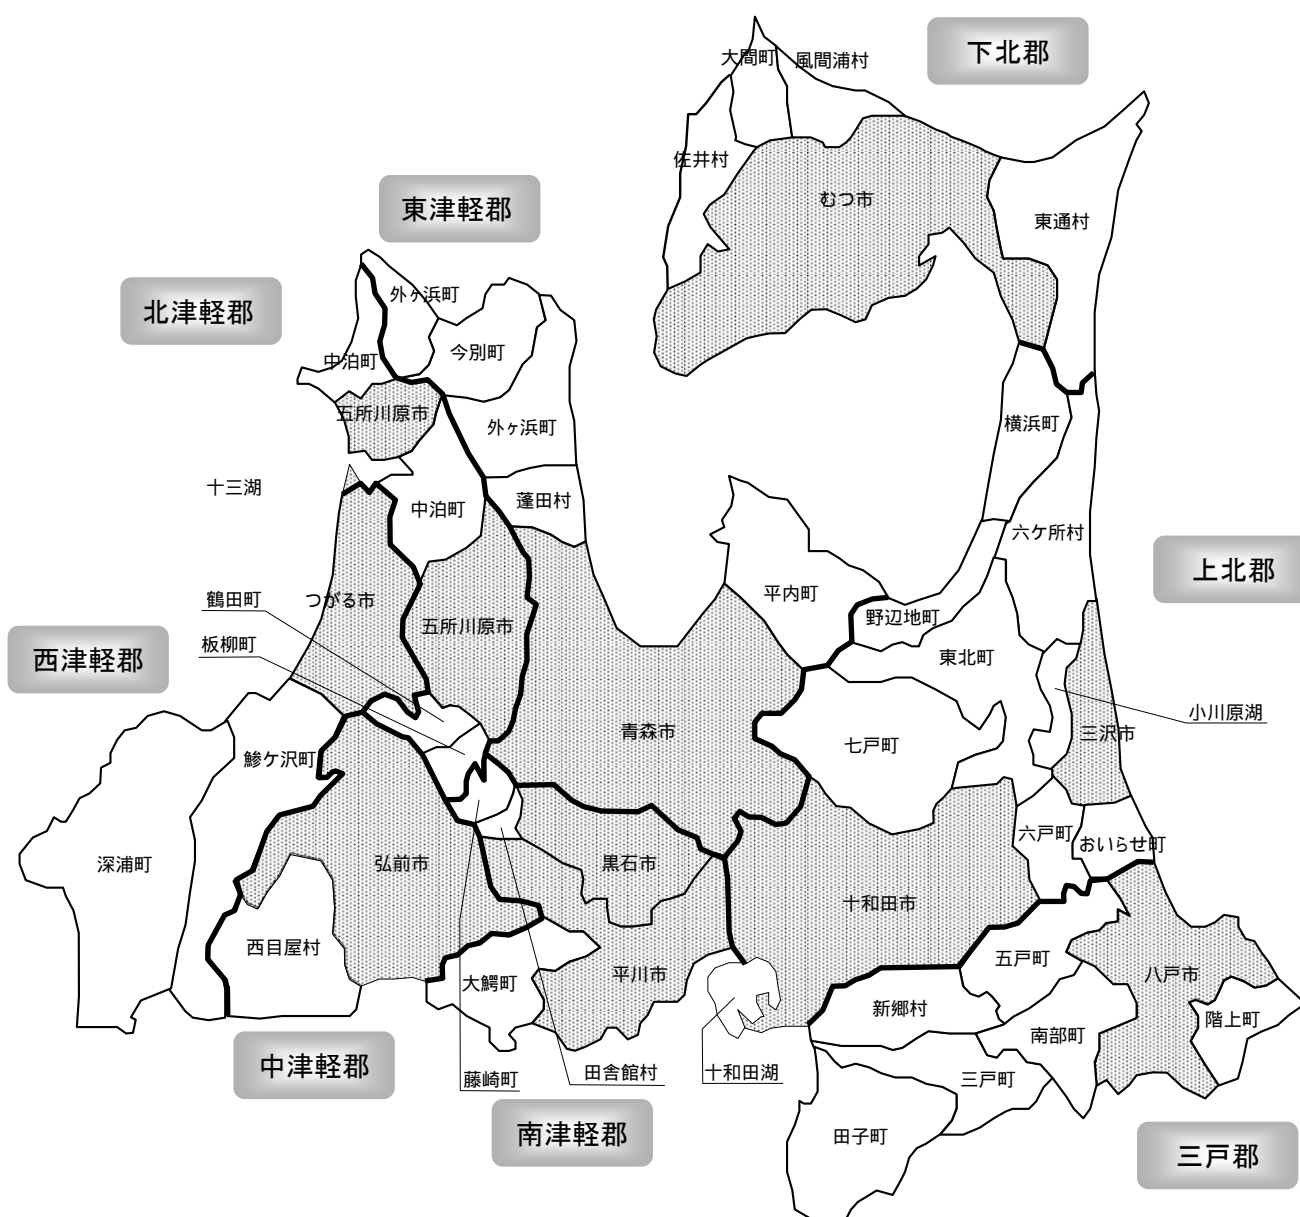 下北郡
大間町
風間浦村
佐井村
むつ市
東通村
東津軽郡
外ヶ浜町
北津軽郡
今別町
中泊町
五所川原市
外ヶ浜町
横浜町
十三湖
中泊町
蓬田村
六ケ所村
上北郡
鶴田町
つがる市
平内町
野辺地町
五所川原市
板柳町
西津軽郡
東北町
小川原湖
青森市
三沢市
七戸町
鰺ケ沢町
深浦町
弘前市
黒石市
六戸町
おいらせ町
十和田市
西目屋村
大鰐町
平川市
五戸町
八戸市
新郷村
南部町
階上町
中津軽郡
藤崎町
田舎館村
十和田湖
三戸町
南津軽郡
田子町
三戸郡